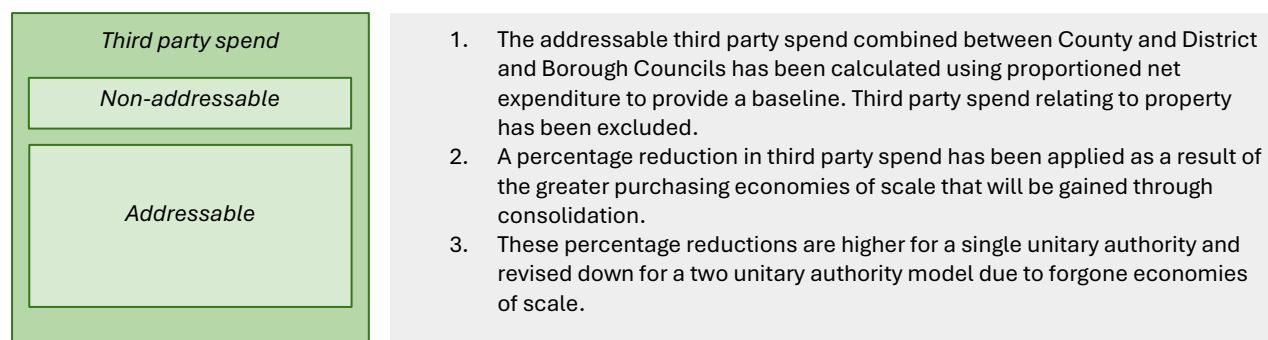 Third party spend
Non-addressable
Addressable
1. The addressable third party spend combined between County and District
and Borough Councils has been calculated using proportioned net
expenditure to provide a baseline. Third party spend relating to property
has been excluded.
2. A percentage reduction in third party spend has been applied as a result of
the greater purchasing economies of scale that will be gained through
consolidation.
3. These percentage reductions are higher for a single unitary authority and
revised down for a two unitary authority model due to forgone economies
of scale.